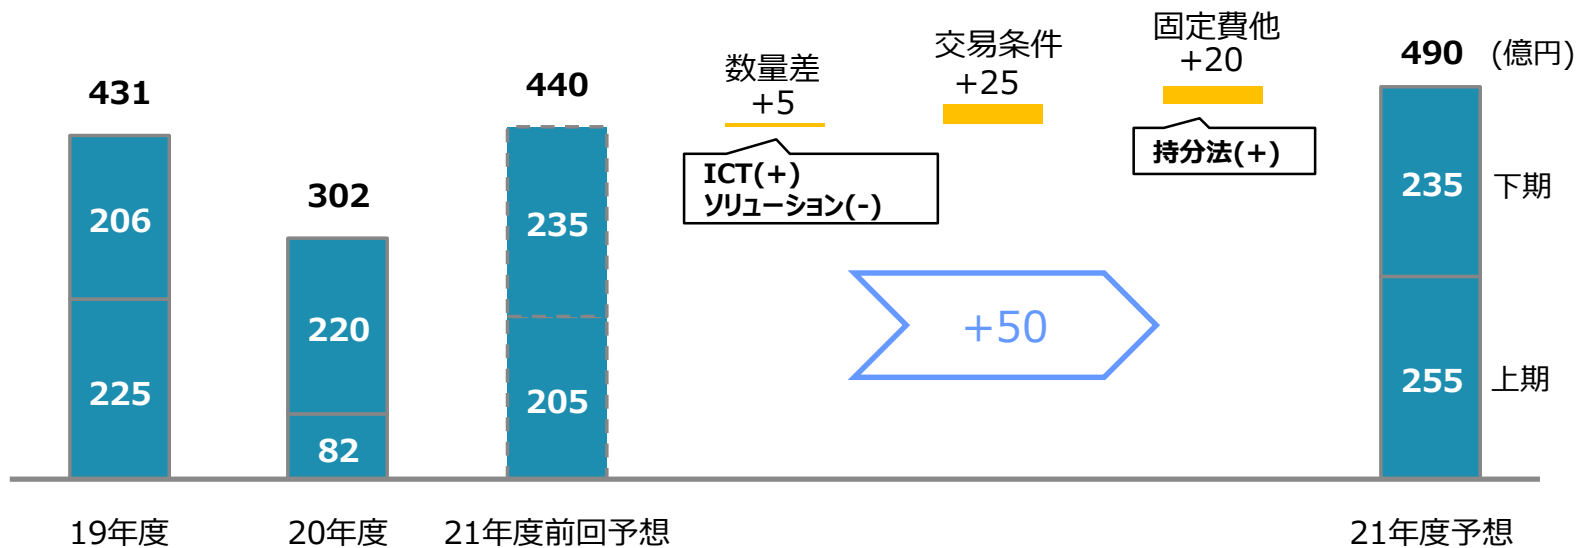 431
206
225
19年度
302
220
82
20年度
440
235
205
21年度前回予想
数量差
+5
ICT(+)
ソリューション(-)
交易条件
+25
固定費他
+20
持分法(+)
+50
490 (億円)
235 下期
255 上期
21年度予想